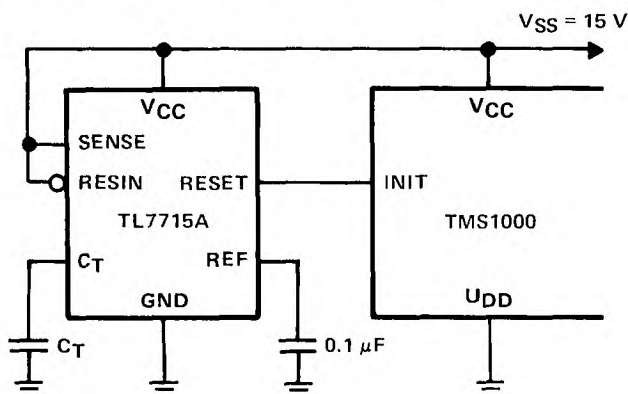 VSS = 15 V
VCC
SENSE
RESIN
RESET
TL7715A
CT
REF
GND
CT
0.1 μF
VCC
INIT
TMS1000
UDD